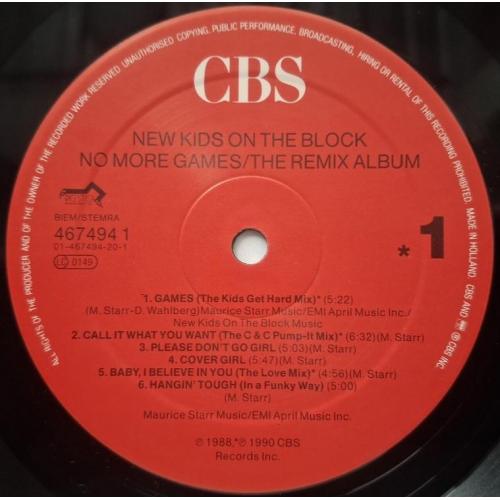 ALL RIGHTS OF THE PRODUCER AND OF THE OWNER OF THE RECORDED WORK RESERVED UNAUTHORISED COPYING, PUBLIC PERFORMANCE, BROADCASTING, HIRING OR RENTAL OF THIS RECORDING PROHIBITED. MADE IN HOLLAND. CBS AND ® CBS INC
CBS
NEW KIDS ON THE BLOCK
NO MORE GAMES/THE REMIX ALBUM
BIEM/STEMRA
467494 1
01-467494-20-1
LC 0149
*1
1. GAMES (The Kids Get Hard Mix)* (5:22)
(M. Starr-D. Wahlberg)Maurice Starr Music/EMI April Music Inc./
New Kids On The Block Music
2. CALL IT WHAT YOU WANT (The C & C Pump-It Mix)* (6:32)(M. Starr)
3. PLEASE DON'T GO GIRL (5:03)(M. Starr)
4. COVER GIRL (5:47)(M. Starr)
5. BABY, I BELIEVE IN YOU (The Love Mix)* (4:56)(M. Starr)
6. HANGIN' TOUGH (In a Funky Way) (5:00)
(M. Starr)
Maurice Starr Music/EMI April Music Inc.
℗ 1988,*℗ 1990 CBS
Records Inc.